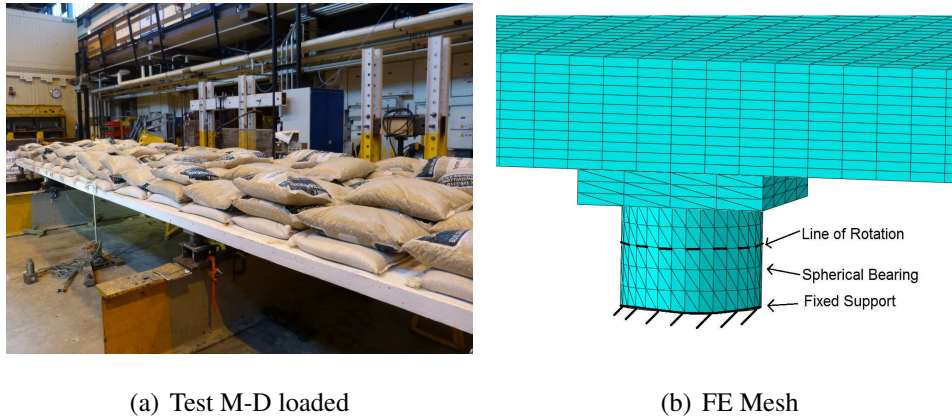 Line of Rotation
Spherical Bearing
Fixed Support
(a) Test M-D loaded
(b) FE Mesh